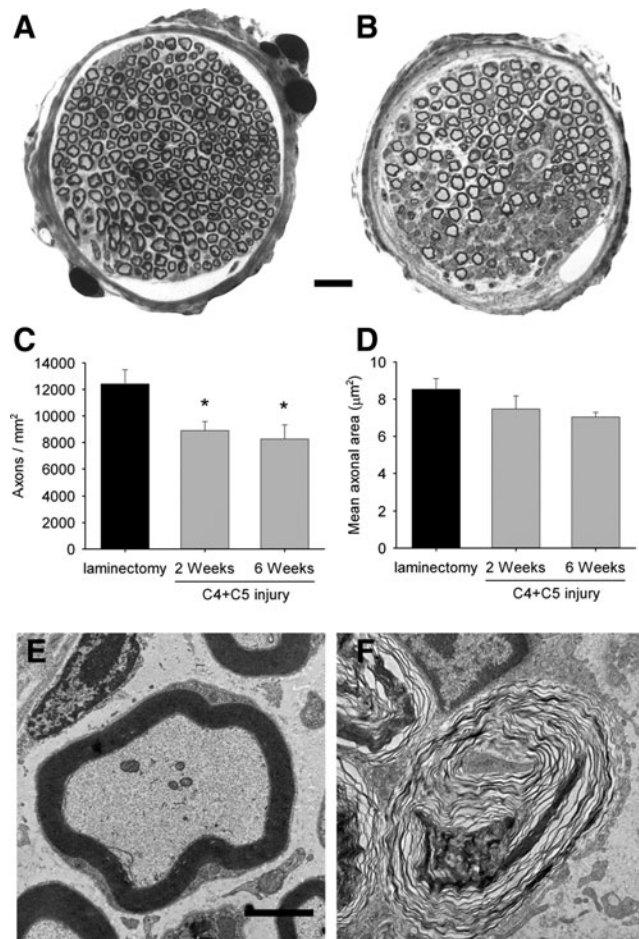 A
B
C
D
14000
12000
10000
8000
6000
4000
2000
0
Axons / mm²
*
*
laminectomy
2 Weeks
6 Weeks
C4+C5 injury
10
8
6
4
2
0
Mean axonal area (µm²)
laminectomy
2 Weeks
6 Weeks
C4+C5 injury
E
F